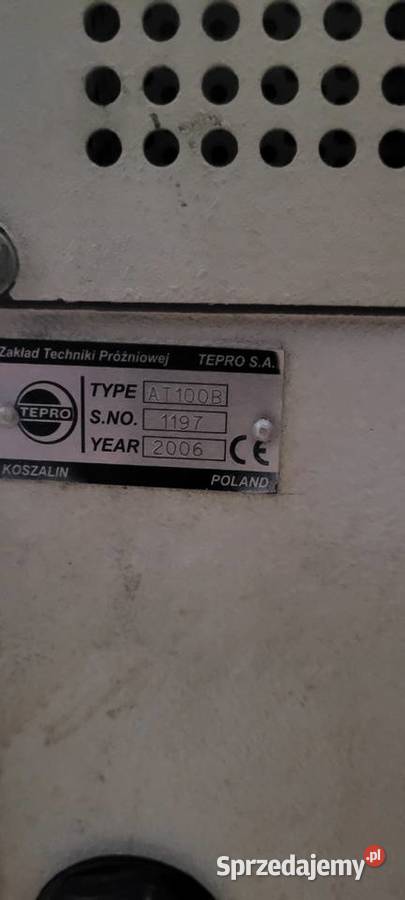 Zakład Techniki Próżniowej TEPRO S.A.
TEPRO
TYPE AT100B
S.NO. 1197
YEAR 2006 CE
KOSZALIN POLAND
Sprzedajemy.pl